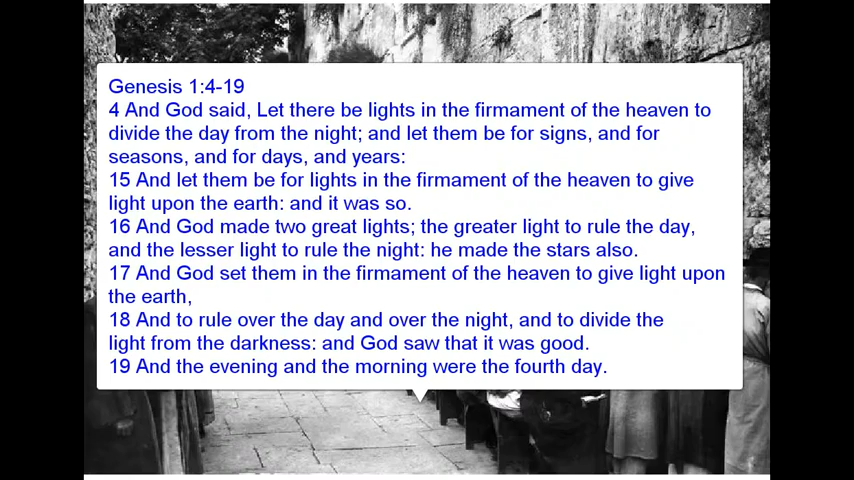 Genesis 1:4-19
4 And God said, Let there be lights in the firmament of the heaven to
divide the day from the night; and let them be for signs, and for
seasons, and for days, and years:
15 And let them be for lights in the firmament of the heaven to give
light upon the earth: and it was so.
16 And God made two great lights; the greater light to rule the day,
and the lesser light to rule the night: he made the stars also.
17 And God set them in the firmament of the heaven to give light upon
the earth,
18 And to rule over the day and over the night, and to divide the
light from the darkness: and God saw that it was good.
19 And the evening and the morning were the fourth day.